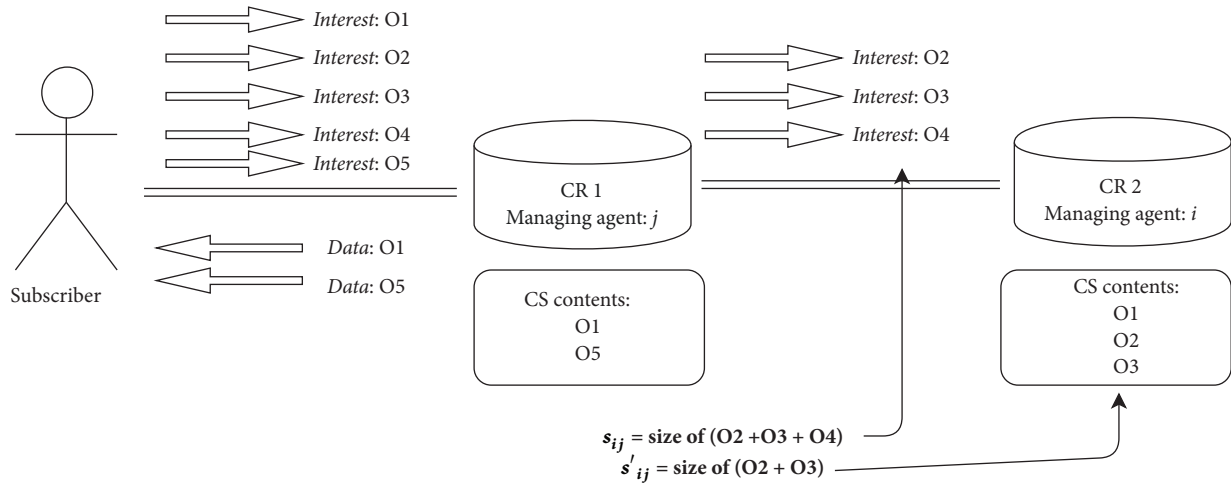 Interest: O1
Interest: O2
Interest: O3
Interest: O4
Interest: O5
Data: O1
Data: O5
Subscriber
CR 1
Managing agent: j
CS contents:
O1
O5
Interest: O2
Interest: O3
Interest: O4
CR 2
Managing agent: i
CS contents:
O1
O2
O3
s_ij = size of (O2 +O3 + O4)
s'_ij = size of (O2 + O3)